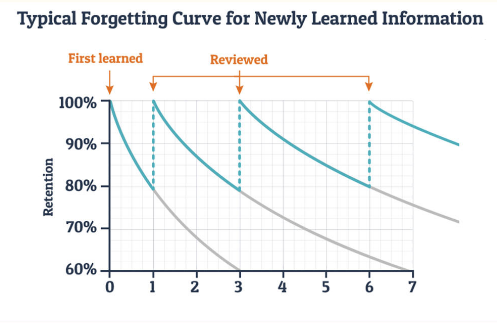 Typical Forgetting Curve for Newly Learned Information
First learned
Reviewed
100%
90%
80%
70%
60%
Retention
0 1 2 3 4 5 6 7